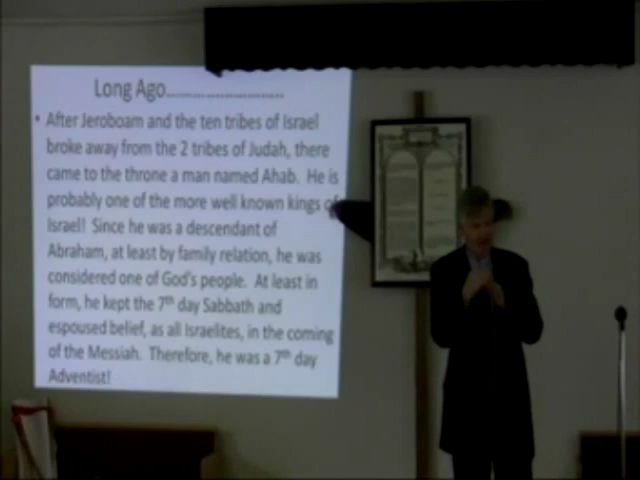 Long Ago........................
• After Jeroboam and the ten tribes of Israel
broke away from the 2 tribes of Judah, there
came to the throne a man named Ahab. He is
probably one of the more well known kings of
Israel! Since he was a descendant of
Abraham, at least by family relation, he was
considered one of God's people. At least in
form, he kept the 7th day Sabbath and
espoused belief, as all Israelites, in the coming
of the Messiah. Therefore, he was a 7th day
Adventist!